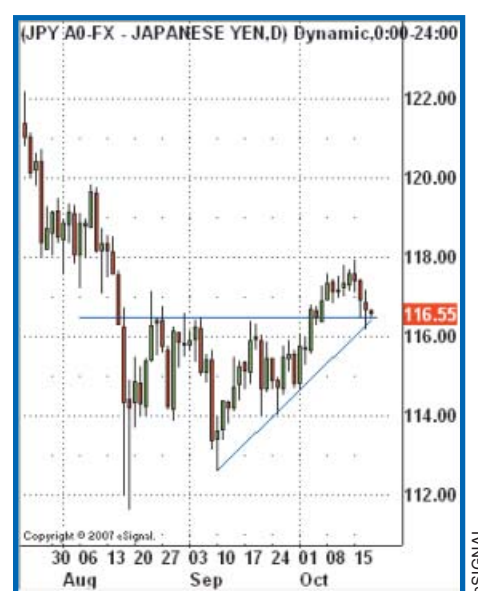 (JPY A0-FX - JAPANESE YEN,D) Dynamic,0:00-24:00
122.00
120.00
118.00
116.55
116.00
114.00
112.00
Copyright © 2007 eSignal.
30 06 13 20 27 03 10 17 24 01 08 15
Aug Sep Oct
eSIGNAL